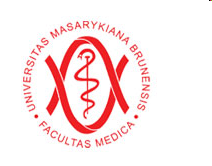 UNIVERSITAS MASARYKIANA BRUNENSIS
• FACULTAS MEDICA •